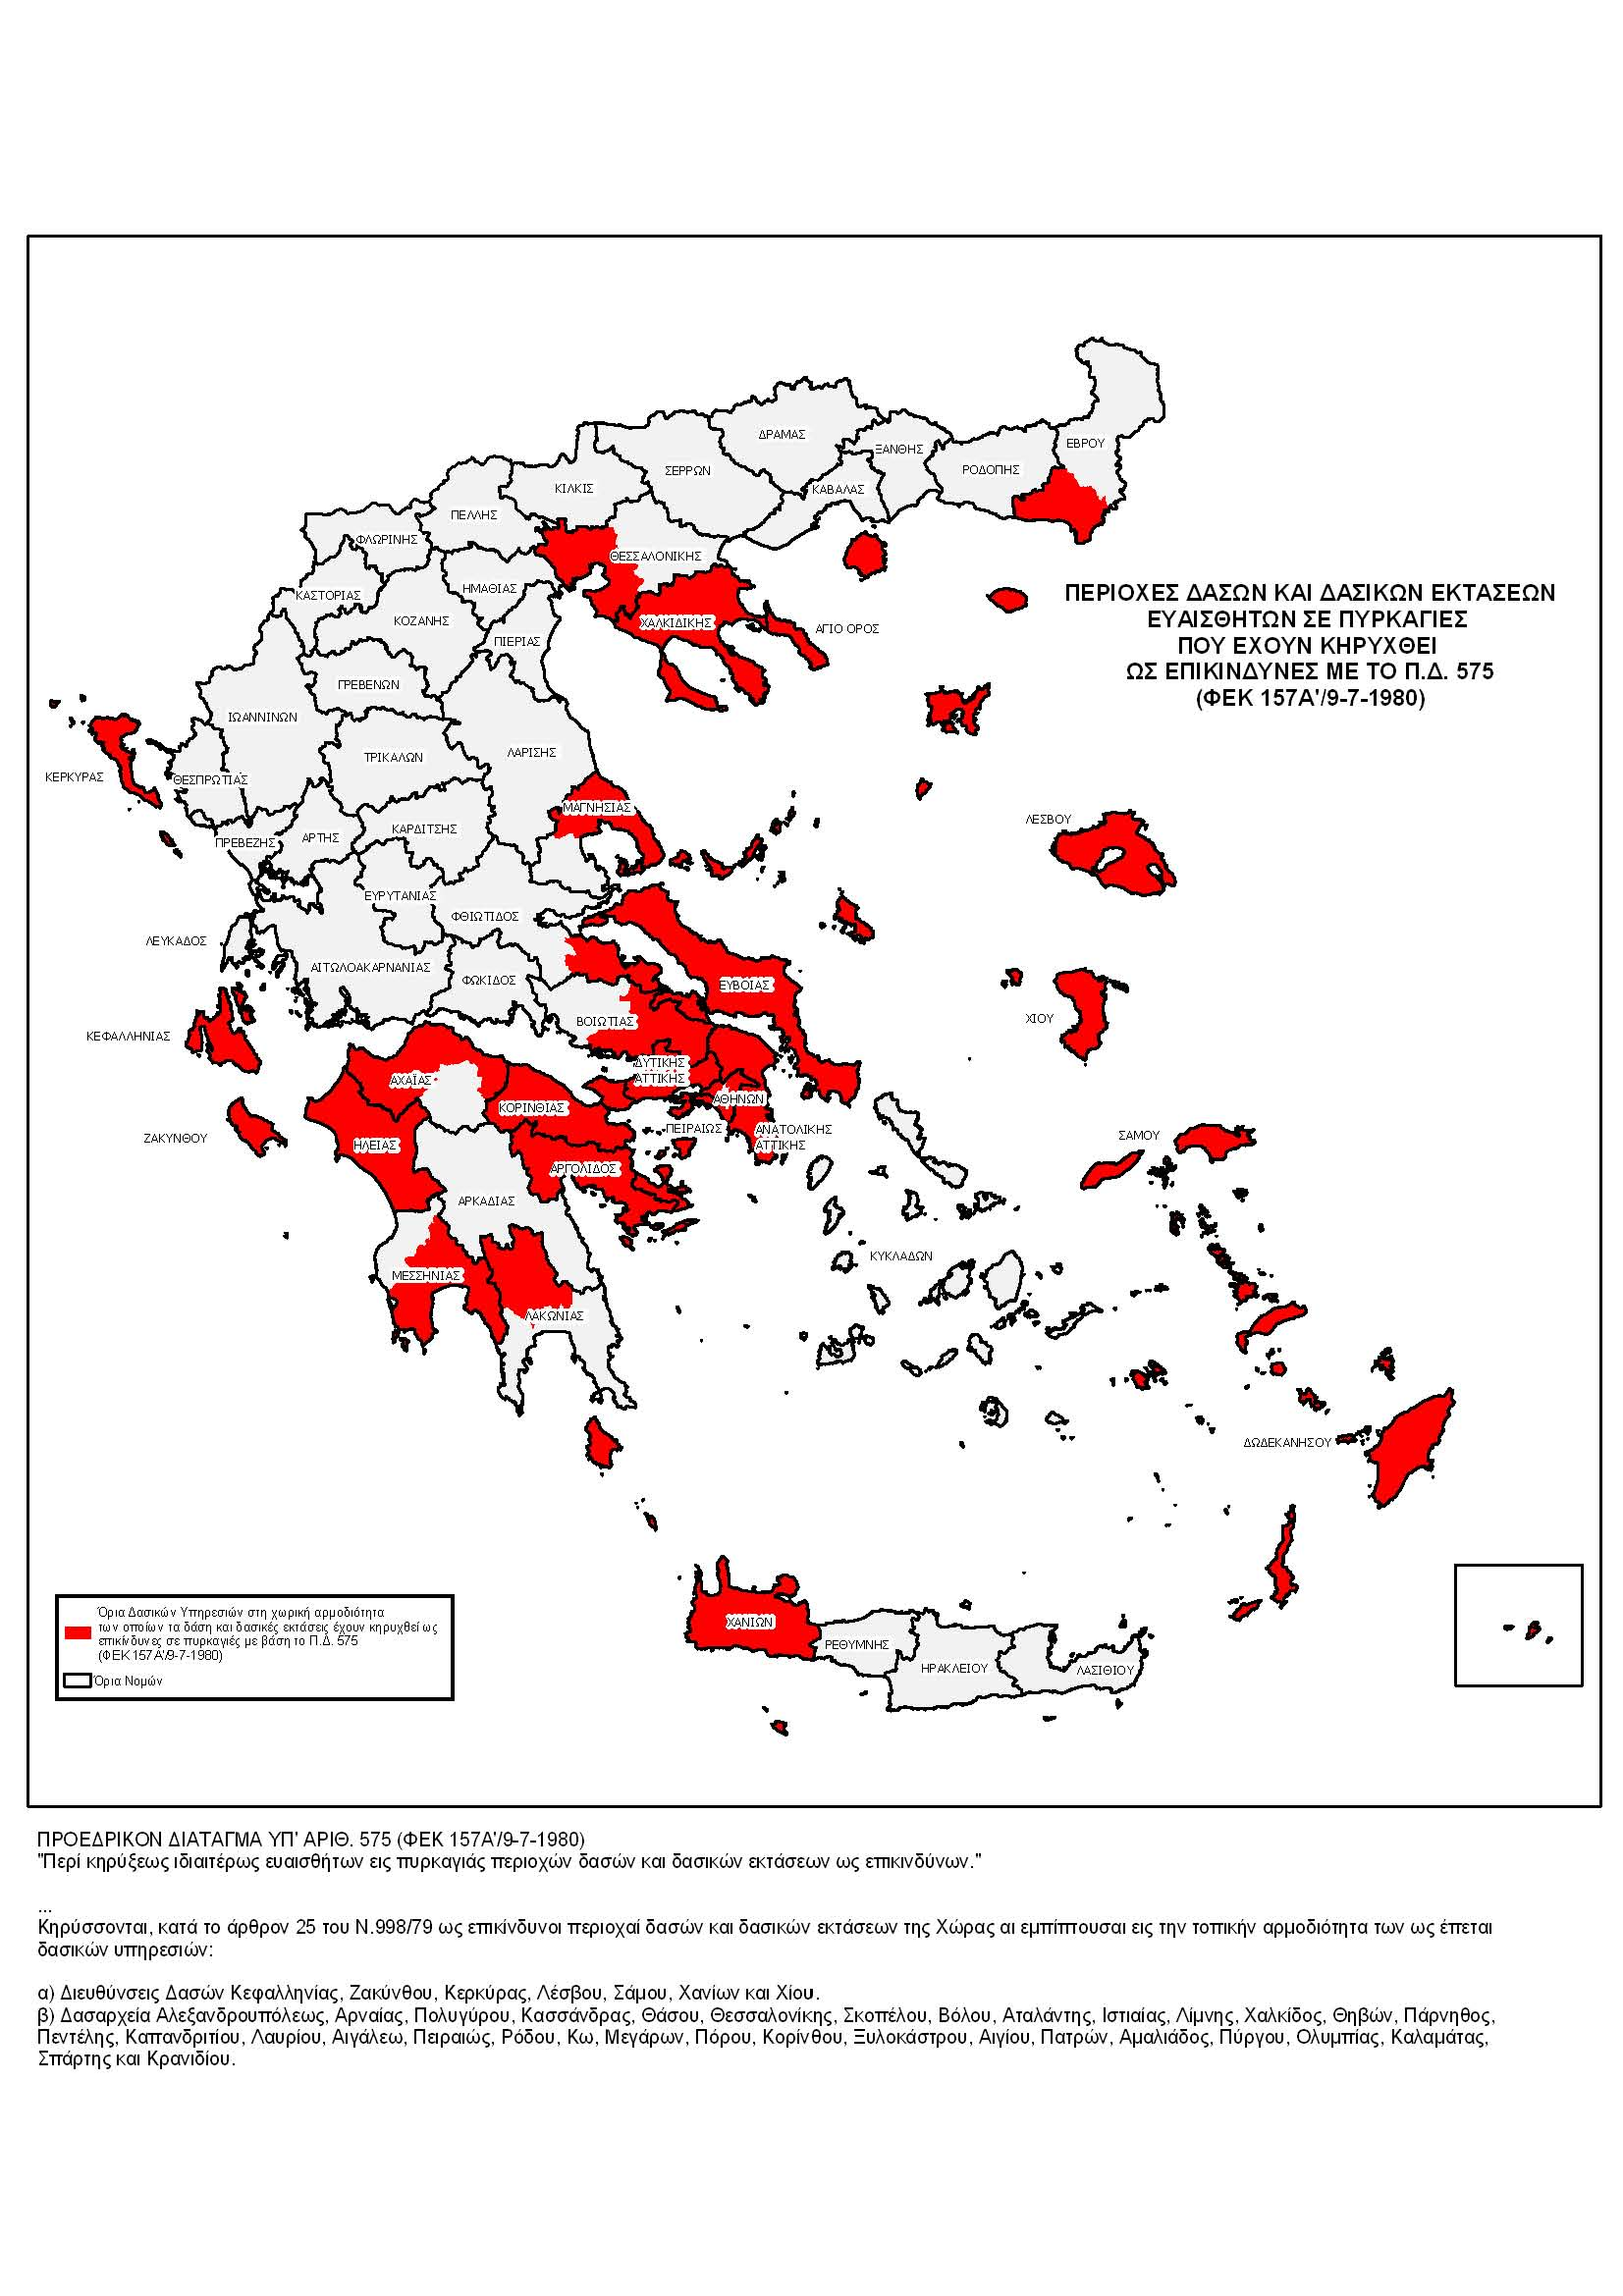 ΔΡΑΜΑΣ
ΞΑΝΘΗΣ
ΕΒΡΟΥ
ΣΕΡΡΩΝ
ΡΟΔΟΠΗΣ
ΚΙΛΚΙΣ
ΚΑΒΑΛΑΣ
ΠΕΛΛΗΣ
ΦΛΩΡΙΝΗΣ
ΘΕΣΣΑΛΟΝΙΚΗΣ
ΗΜΑΘΙΑΣ
ΚΑΣΤΟΡΙΑΣ
ΚΟΖΑΝΗΣ
ΧΑΛΚΙΔΙΚΗΣ
ΑΓΙΟ ΟΡΟΣ
ΠΙΕΡΙΑΣ
ΠΕΡΙΟΧΕΣ ΔΑΣΩΝ ΚΑΙ ΔΑΣΙΚΩΝ ΕΚΤΑΣΕΩΝ
ΕΥΑΙΣΘΗΤΩΝ ΣΕ ΠΥΡΚΑΓΙΕΣ
ΠΟΥ ΕΧΟΥΝ ΚΗΡΥΧΘΕΙ
ΩΣ ΕΠΙΚΙΝΔΥΝΕΣ ΜΕ ΤΟ Π.Δ. 575
(ΦΕΚ 157Α'/9-7-1980)
ΓΡΕΒΕΝΩΝ
ΙΩΑΝΝΙΝΩΝ
ΛΑΡΙΣΗΣ
ΤΡΙΚΑΛΩΝ
ΚΕΡΚΥΡΑΣ
ΘΕΣΠΡΩΤΙΑΣ
ΜΑΓΝΗΣΙΑΣ
ΛΕΣΒΟΥ
ΚΑΡΔΙΤΣΗΣ
ΑΡΤΗΣ
ΠΡΕΒΕΖΗΣ
ΕΥΡΥΤΑΝΙΑΣ
ΦΘΙΩΤΙΔΟΣ
ΛΕΥΚΑΔΟΣ
ΑΙΤΩΛΟΑΚΑΡΝΑΝΙΑΣ
ΦΩΚΙΔΟΣ
ΕΥΒΟΙΑΣ
ΒΟΙΩΤΙΑΣ
ΧΙΟΥ
ΚΕΦΑΛΛΗΝΙΑΣ
ΔΥΤΙΚΗΣ
ΑΤΤΙΚΗΣ
ΑΧΑΪΑΣ
ΑΘΗΝΩΝ
ΚΟΡΙΝΘΙΑΣ
ΠΕΙΡΑΙΩΣ
ΑΝΑΤΟΛΙΚΗΣ
ΑΤΤΙΚΗΣ
ΖΑΚΥΝΘΟΥ
ΗΛΕΙΑΣ
ΣΑΜΟΥ
ΑΡΓΟΛΙΔΟΣ
ΑΡΚΑΔΙΑΣ
ΚΥΚΛΑΔΩΝ
ΜΕΣΣΗΝΙΑΣ
ΛΑΚΩΝΙΑΣ
ΔΩΔΕΚΑΝΗΣΟΥ
ΧΑΝΙΩΝ
ΡΕΘΥΜΝΗΣ
ΗΡΑΚΛΕΙΟΥ
ΛΑΣΙΘΙΟΥ
Όρια Δασικών Υπηρεσιών στη χωρική αρμοδιότητα
των οποίων τα δάση και δασικές εκτάσεις έχουν κηρυχθεί ως
επικίνδυνες σε πυρκαγιές με βάση το Π.Δ. 575
(ΦΕΚ 157Α'/9-7-1980)
Όρια Νομών
ΠΡΟΕΔΡΙΚΟΝ ΔΙΑΤΑΓΜΑ ΥΠ' ΑΡΙΘ. 575 (ΦΕΚ 157Α'/9-7-1980)
"Περί κηρύξεως ιδιαιτέρως ευαισθήτων εις πυρκαγιάς περιοχών δασών και δασικών εκτάσεων ως επικινδύνων."
...
Κηρύσσονται, κατά το άρθρον 25 του Ν.998/79 ως επικίνδυνοι περιοχαί δασών και δασικών εκτάσεων της Χώρας αι εμπίπτουσαι εις την τοπικήν αρμοδιότητα των ως έπεται
δασικών υπηρεσιών:
α) Διευθύνσεις Δασών Κεφαλληνίας, Ζακύνθου, Κερκύρας, Λέσβου, Σάμου, Χανίων και Χίου.
β) Δασαρχεία Αλεξανδρουπόλεως, Αρναίας, Πολυγύρου, Κασσάνδρας, Θάσου, Θεσσαλονίκης, Σκοπέλου, Βόλου, Αταλάντης, Ιστιαίας, Λίμνης, Χαλκίδος, Θηβών, Πάρνηθος,
Πεντέλης, Καπανδριτίου, Λαυρίου, Αιγάλεω, Πειραιώς, Ρόδου, Κω, Μεγάρων, Πόρου, Κορίνθου, Ξυλοκάστρου, Αιγίου, Πατρών, Αμαλιάδος, Πύργου, Ολυμπίας, Καλαμάτας,
Σπάρτης και Κρανιδίου.